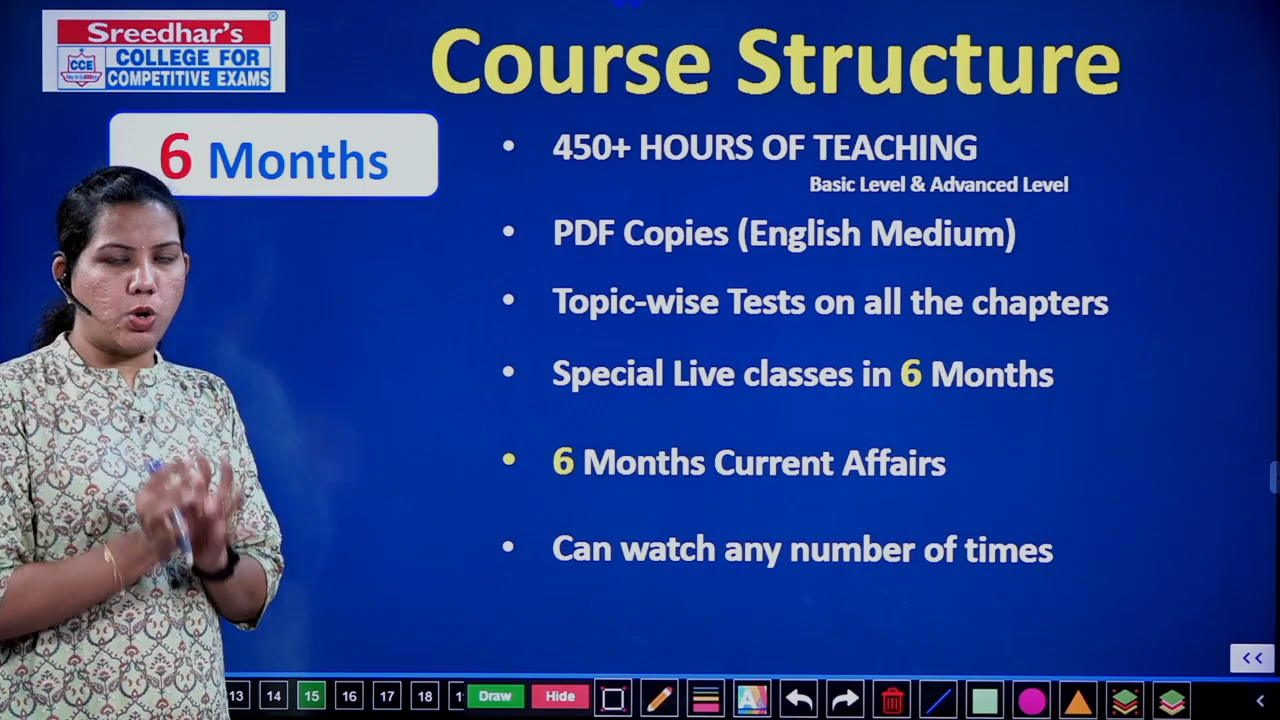 Sreedhar's
CCE
COLLEGE FOR
COMPETITIVE EXAMS
Course Structure
6 Months
• 450+ HOURS OF TEACHING
Basic Level & Advanced Level
• PDF Copies (English Medium)
• Topic-wise Tests on all the chapters
• Special Live classes in 6 Months
• 6 Months Current Affairs
• Can watch any number of times
<<
13 14 15 16 17 18 Draw Hide